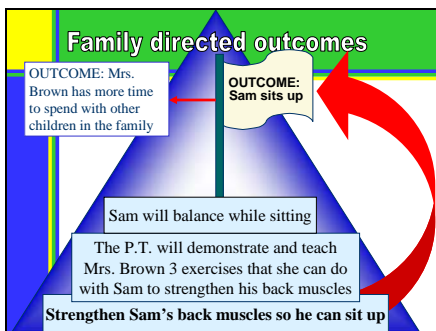 Family directed outcomes
OUTCOME: Mrs.
Brown has more time
to spend with other
children in the family
OUTCOME:
Sam sits up
Sam will balance while sitting
The P.T. will demonstrate and teach
Mrs. Brown 3 exercises that she can do
with Sam to strengthen his back muscles
Strengthen Sam's back muscles so he can sit up